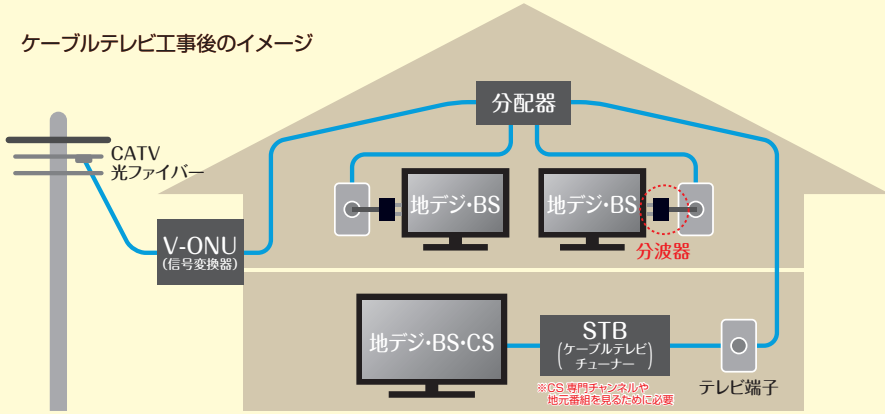 ケーブルテレビ工事後のイメージ
分配器
CATV
光ファイバー
地デジ・BS
地デジ・BS
分波器
V-ONU
(信号変換器)
地デジ・BS・CS
STB
(ケーブルテレビ
チューナー)
テレビ端子
※CS専門チャンネルや
地元番組を見るために必要